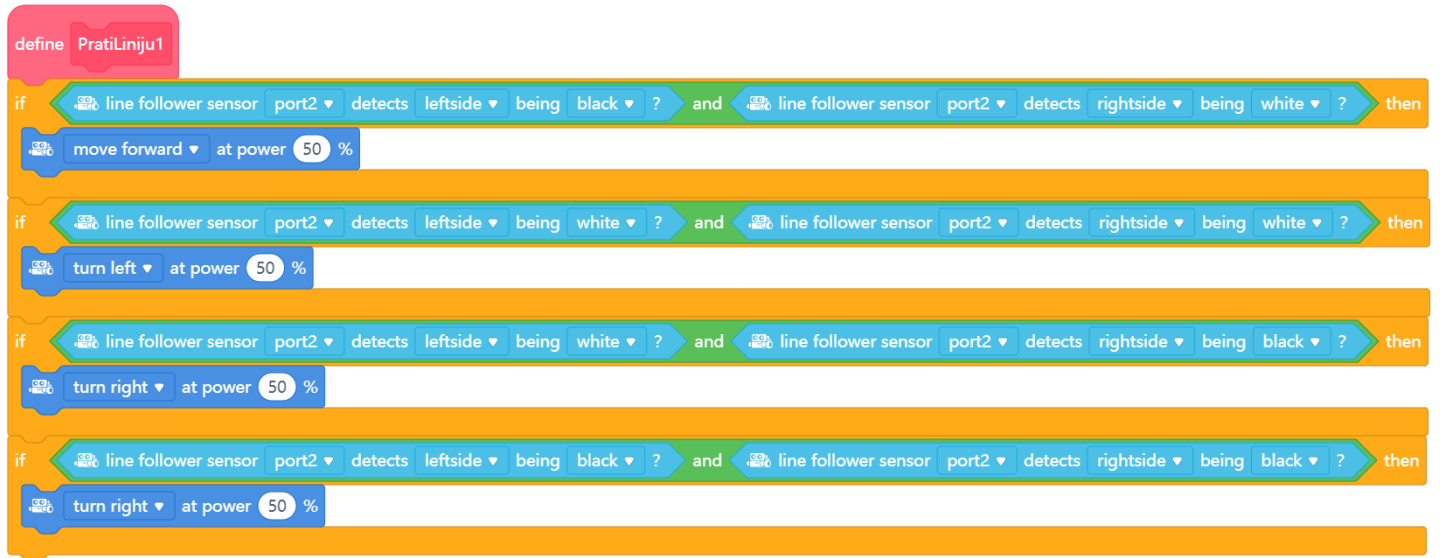 define PratiLiniju1
if line follower sensor port2 detects leftside being black ? and line follower sensor port2 detects rightside being white ? then
move forward at power 50 %
if line follower sensor port2 detects leftside being white ? and line follower sensor port2 detects rightside being white ? then
turn left at power 50 %
if line follower sensor port2 detects leftside being white ? and line follower sensor port2 detects rightside being black ? then
turn right at power 50 %
if line follower sensor port2 detects leftside being black ? and line follower sensor port2 detects rightside being black ? then
turn right at power 50 %